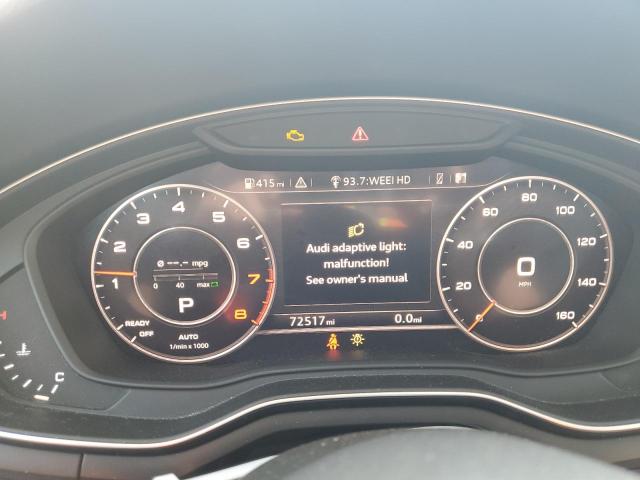 415 mi 93.7:WEEI HD
1 2 3 4 5 6 7 8
Ø --.- mpg
0 40 max
P
READY
OFF
AUTO
1/min x 1000
Audi adaptive light:
malfunction!
See owner's manual
72517 mi 0.0 mi
0 20 40 60 80 100 120 140 160
0
MPH
H
C